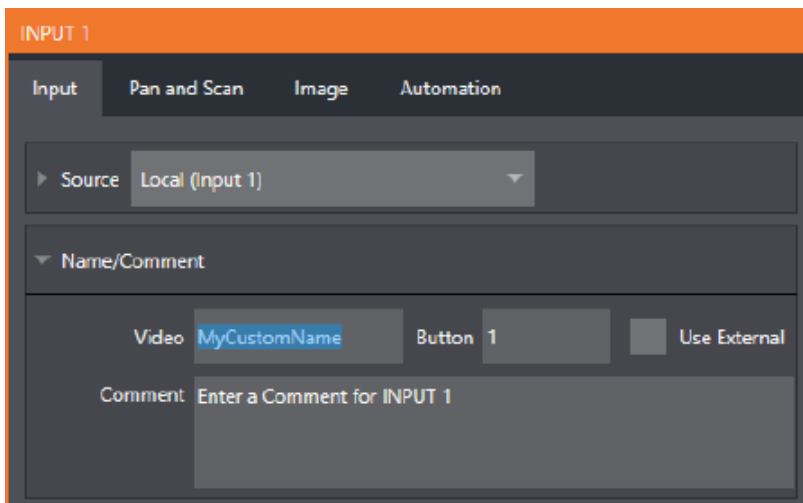 INPUT 1
Input Pan and Scan Image Automation
Source Local (Input 1)
Name/Comment
Video MyCustomName Button 1 Use External
Comment Enter a Comment for INPUT 1